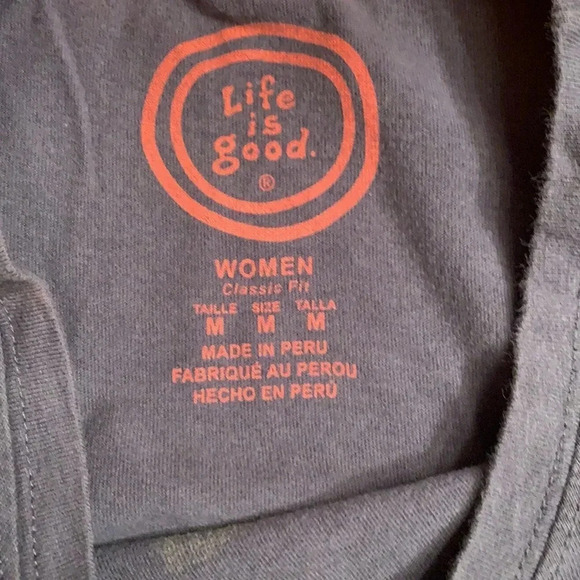 Life
is
good.
®
WOMEN
Classic Fit
TAILLE SIZE TALLA
M M M
MADE IN PERU
FABRIQUÉ AU PEROU
HECHO EN PERÚ